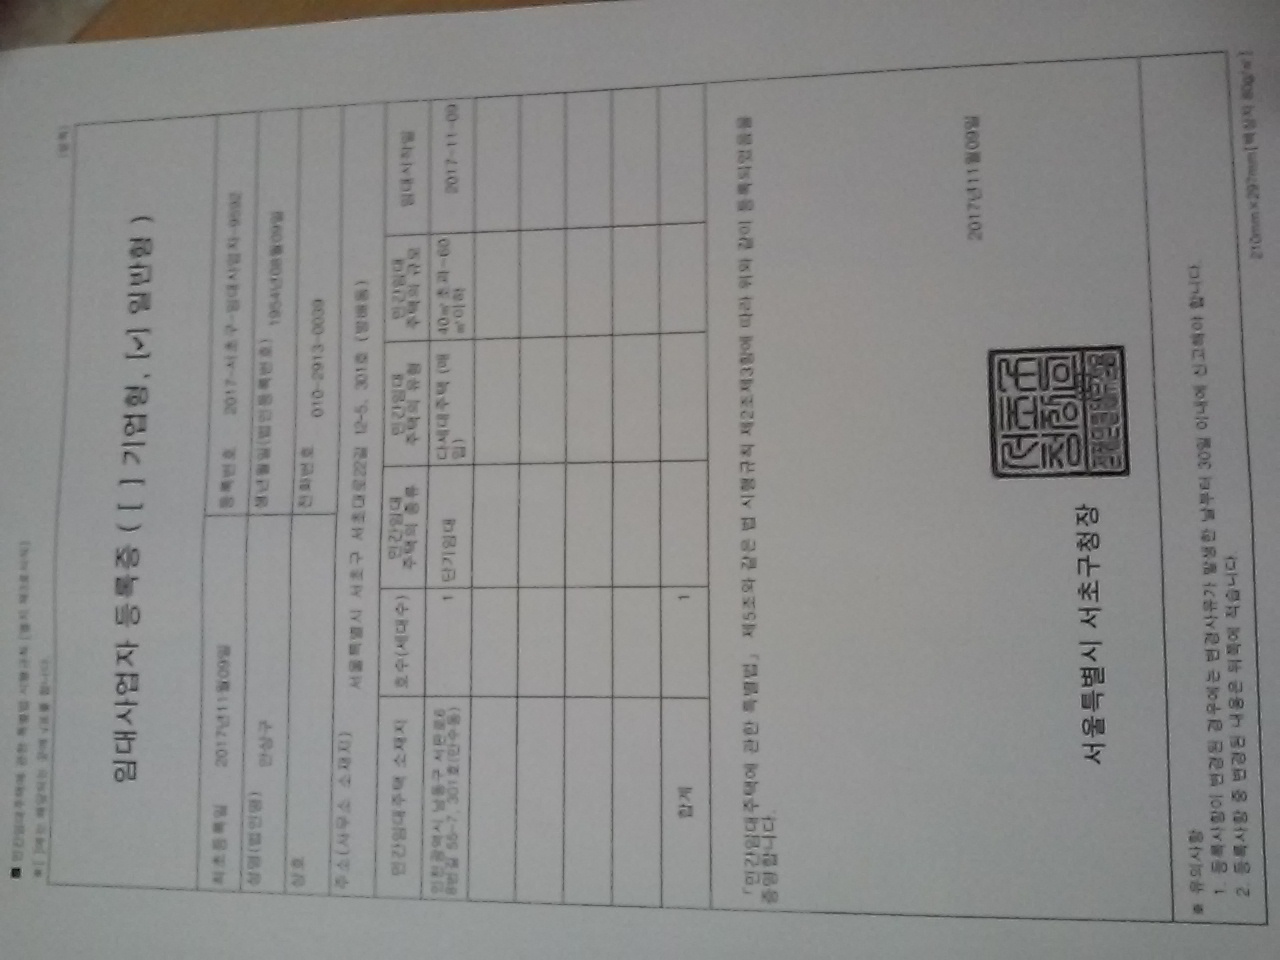 ■ 민간임대주택에 관한 특별법 시행규칙 [별지 제3호서식]
※ [ ]에는 해당되는 곳에 √표를 합니다.
(앞쪽)
임대사업자 등록증 ( [ ] 기업형, [✓] 일반형 )
최초등록일 2017년11월09일 등록번호 2017-서초구-임대사업자-9592
성명(법인명) 안상구 생년월일(법인등록번호) 1954년08월09일
상호 전화번호 010-2913-0039
주소(사무소 소재지) 서울특별시 서초구 서초대로22길 12-5, 301호 (방배동)
민간임대주택 소재지 호수(세대수) 민간임대 주택의 종류 민간임대 주택의 유형 민간임대 주택의 규모 임대시작일
인천광역시 남동구 서판로6 1 단기임대 다세대주택 (매 40㎡초과~60 2017-11-09
8번길 56-7, 301호(만수동) 입) ㎡이하
합계 1
「민간임대주택에 관한 특별법」 제5조와 같은 법 시행규칙 제2조제3항에 따라 위와 같이 등록되었음을
증명합니다.
2017년11월09일
서울특별시 서초구청장
※ 유의사항
1. 등록사항이 변경된 경우에는 변경사유가 발생한 날부터 30일 이내에 신고해야 합니다.
2. 등록사항 중 변경된 내용은 뒤쪽에 적습니다.
210mm×297mm[백상지 80g/㎡]